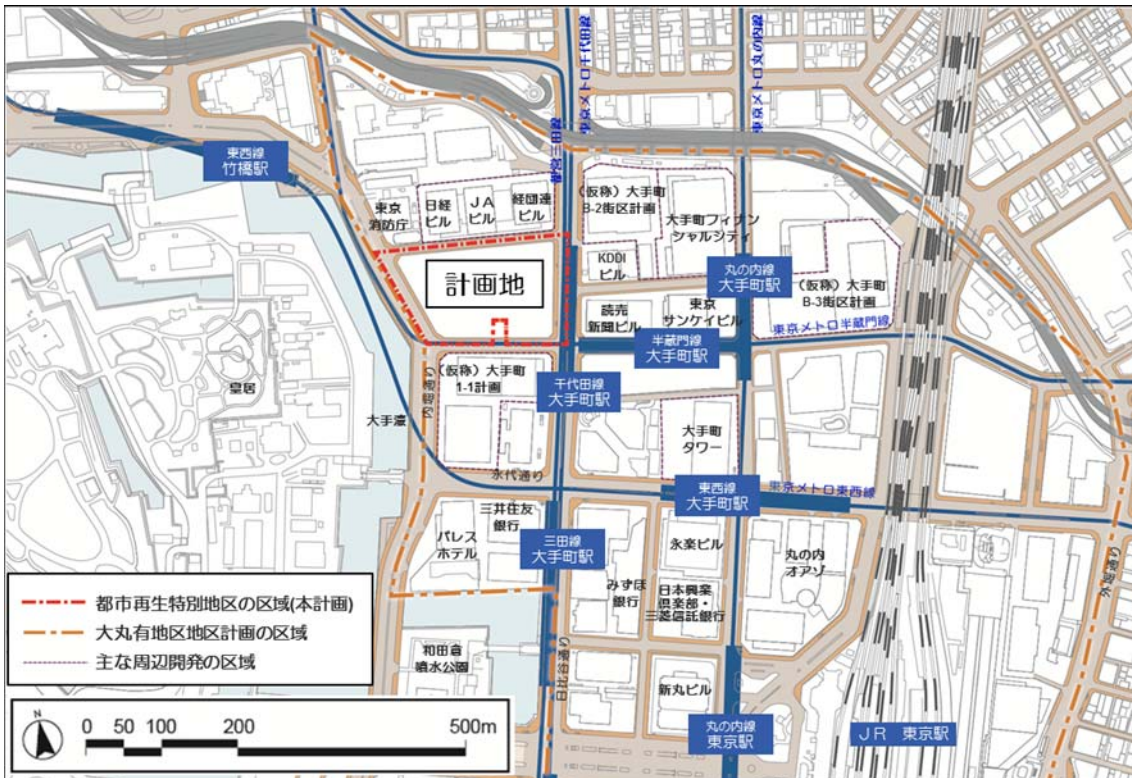 東京メトロ千代田線
東京メトロ丸の内線
都営三田線
東西線
竹橋駅
東京
消防庁
日経
ビル
JA
ビル
経団連
ビル
(仮称)大手町
B-2街区計画
大手町フィナン
シャルシティ
KDDI
ビル
計画地
丸の内線
大手町駅
(仮称)大手町
B-3街区計画
読売
新聞ビル
東京
サンケイビル
東京メトロ半蔵門線
半蔵門線
大手町駅
(仮称)大手町
1-1計画
内堀通り
千代田線
大手町駅
皇居
大手濠
大手町
タワー
永代通り
東西線
大手町駅
東京メトロ東西線
三井住友
銀行
パレス
ホテル
三田線
大手町駅
永楽ビル
丸の内
オアゾ
外堀通り
みずほ
銀行
日本興業
倶楽部・
三菱信託銀行
都市再生特別地区の区域(本計画)
大丸有地区地区計画の区域
主な周辺開発の区域
和田倉
噴水公園
日比谷通り
新丸ビル
丸の内線
東京駅
JR 東京駅
N
0 50 100 200 500m